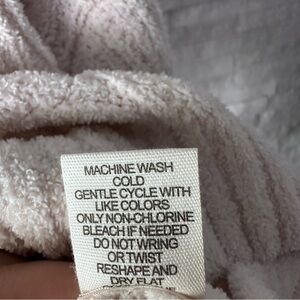 MACHINE WASH
COLD
GENTLE CYCLE WITH
LIKE COLORS
ONLY NON-CHLORINE
BLEACH IF NEEDED
DO NOT WRING
OR TWIST
RESHAPE AND
DRY FLAT